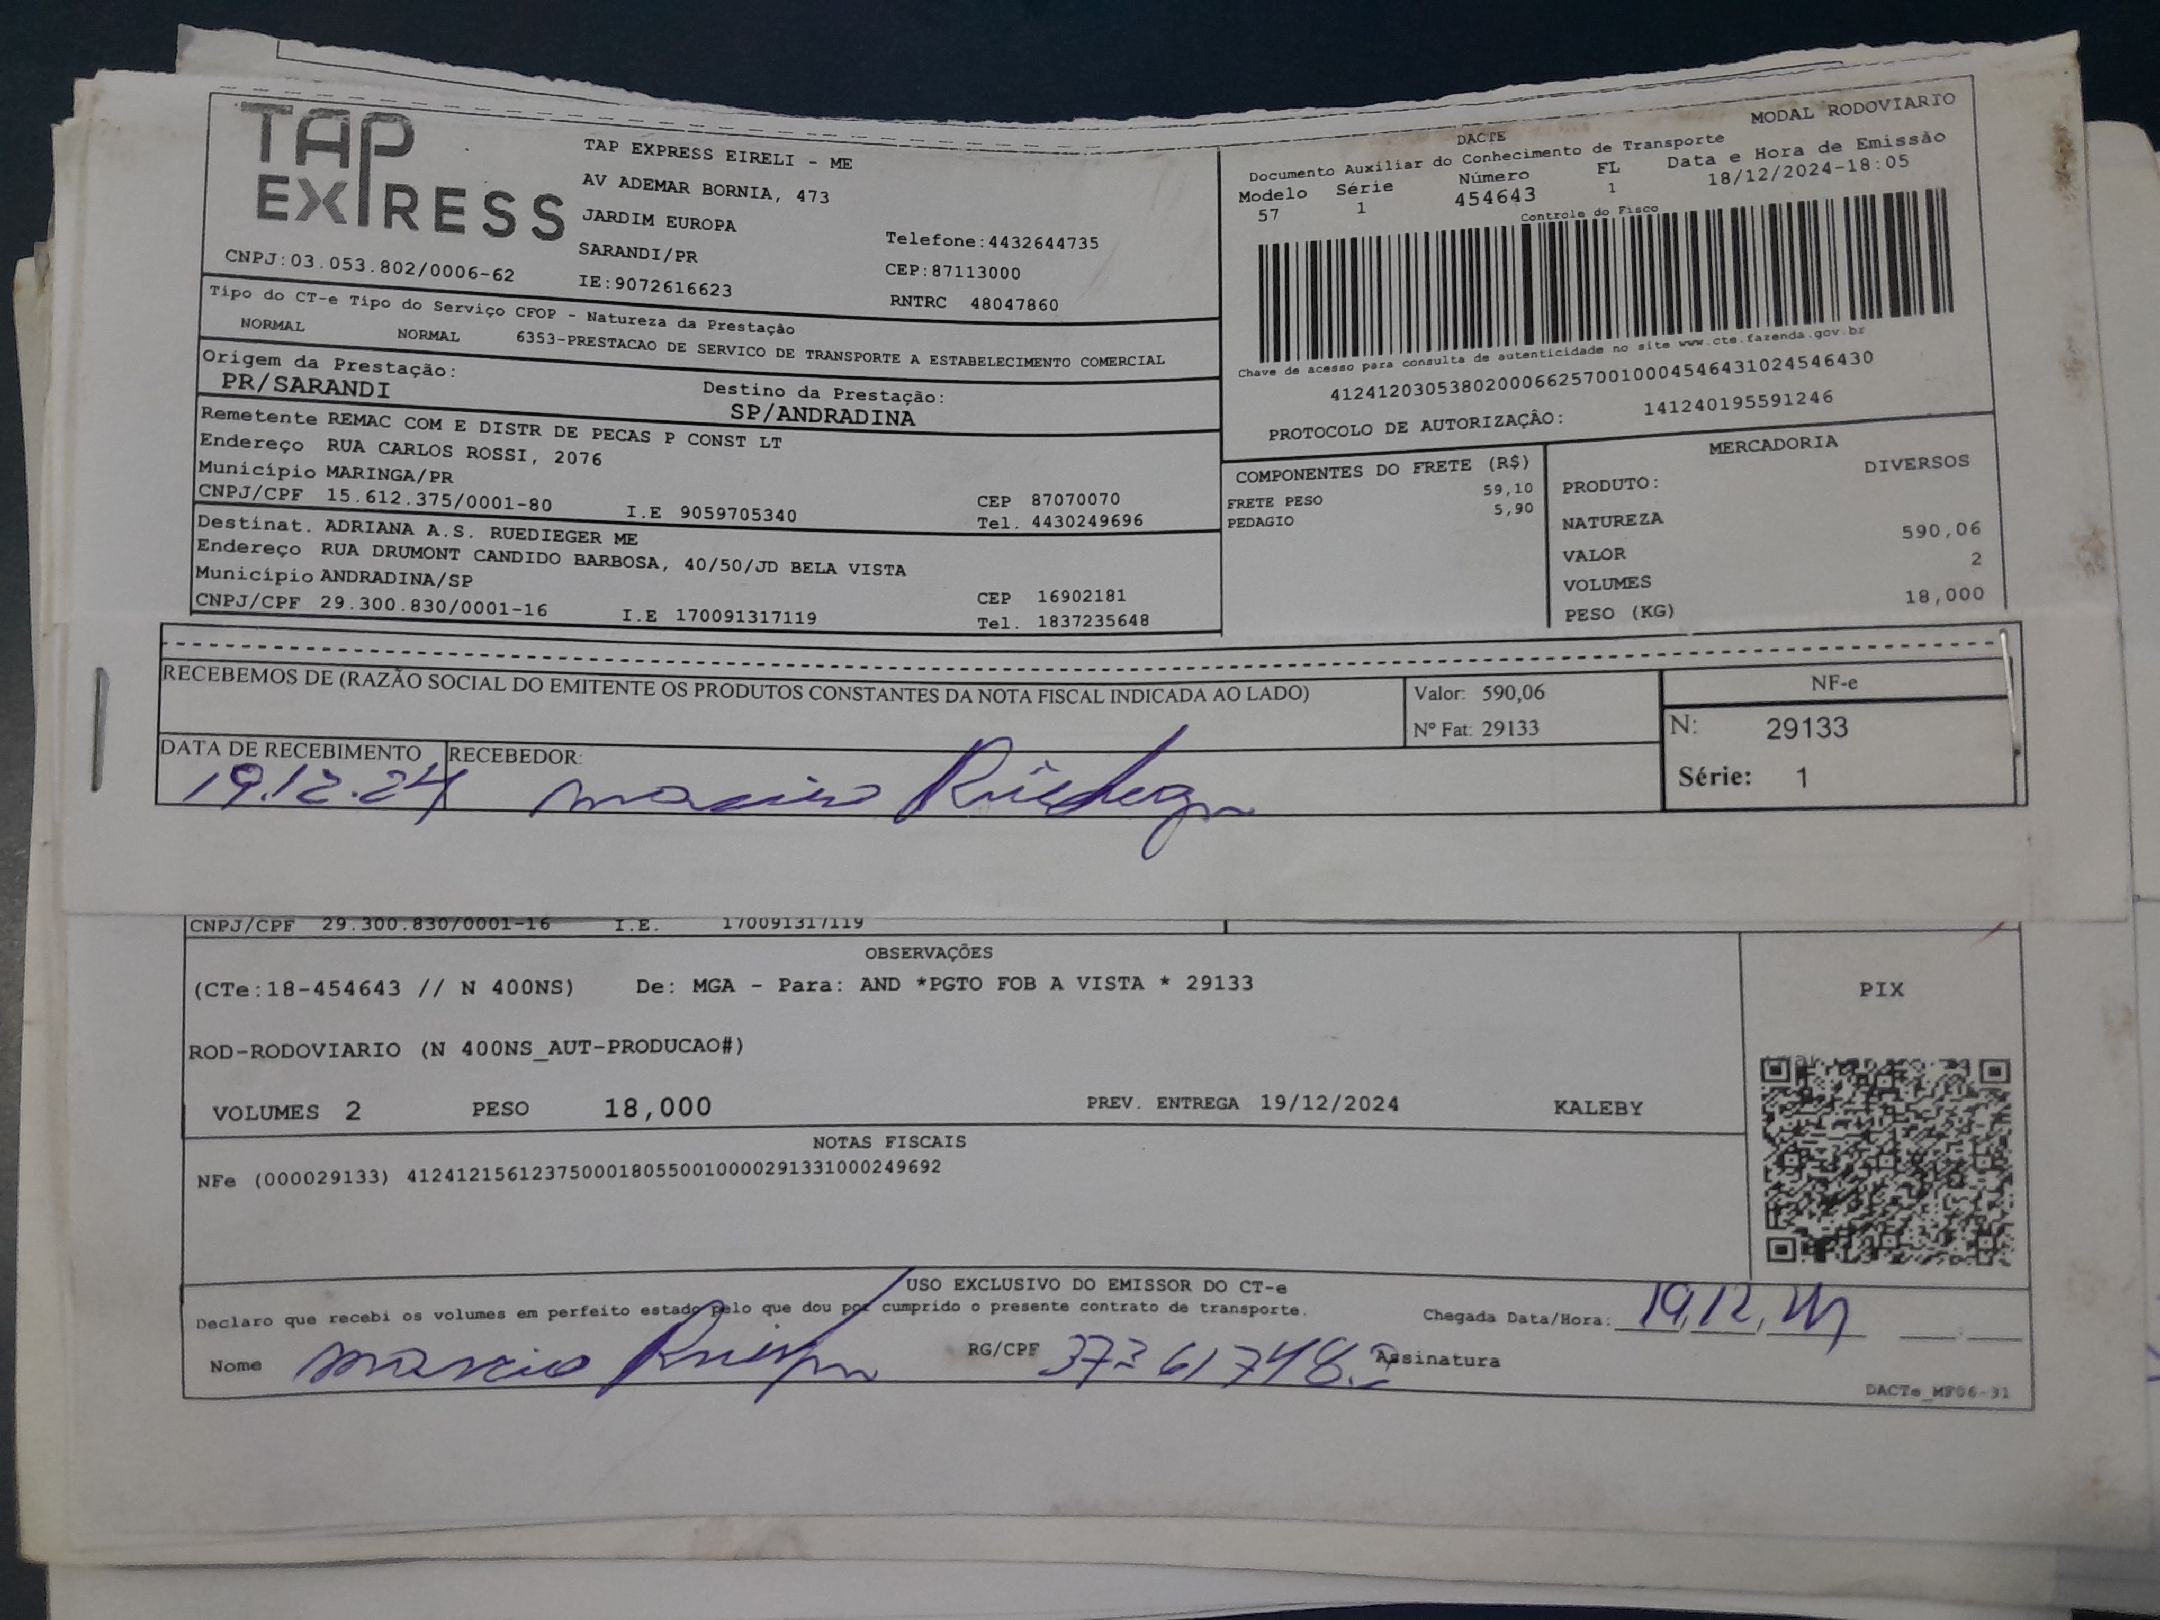 TAP EXPRESS
TAP EXPRESS EIRELI - ME
AV ADEMAR BORNIA, 473
JARDIM EUROPA
SARANDI/PR Telefone:4432644735
CNPJ:03.053.802/0006-62 IE:9072616623 CEP:87113000
RNTRC 48047860
MODAL RODOVIARIO
DACTE
Documento Auxiliar do Conhecimento de Transporte
Modelo Série Número FL Data e Hora de Emissão
57 1 454643 1 18/12/2024-18:05
Controle do Fisco
Chave de acesso para consulta de autenticidade no site www.cte.fazenda.gov.br
41241203053802000662570010004546431024546430
PROTOCOLO DE AUTORIZAÇÃO: 141240195591246
Tipo do CT-e Tipo do Serviço CFOP - Natureza da Prestação
NORMAL NORMAL 6353-PRESTACAO DE SERVICO DE TRANSPORTE A ESTABELECIMENTO COMERCIAL
Origem da Prestação: Destino da Prestação:
PR/SARANDI SP/ANDRADINA
Remetente REMAC COM E DISTR DE PECAS P CONST LT
Endereço RUA CARLOS ROSSI, 2076
Município MARINGA/PR CEP 87070070
CNPJ/CPF 15.612.375/0001-80 I.E 9059705340 Tel. 4430249696
Destinat. ADRIANA A.S. RUEDIEGER ME
Endereço RUA DRUMONT CANDIDO BARBOSA, 40/50/JD BELA VISTA
Município ANDRADINA/SP CEP 16902181
CNPJ/CPF 29.300.830/0001-16 I.E 170091317119 Tel. 1837235648
COMPONENTES DO FRETE (R$)
FRETE PESO 59,10
PEDAGIO 5,90
MERCADORIA
PRODUTO: DIVERSOS
NATUREZA
VALOR 590,06
VOLUMES 2
PESO (KG) 18,000
RECEBEMOS DE (RAZÃO SOCIAL DO EMITENTE OS PRODUTOS CONSTANTES DA NOTA FISCAL INDICADA AO LADO)
Valor: 590,06
Nº Fat: 29133
NF-e
N: 29133
Série: 1
DATA DE RECEBIMENTO RECEBEDOR:
19.12.24
CNPJ/CPF 29.300.830/0001-16 I.E. 170091317119
OBSERVAÇÕES
(CTe:18-454643 // N 400NS) De: MGA - Para: AND *PGTO FOB A VISTA * 29133
ROD-RODOVIARIO (N 400NS_AUT-PRODUCAO#)
VOLUMES 2 PESO 18,000 PREV. ENTREGA 19/12/2024 KALEBY
PIX
NOTAS FISCAIS
NFe (000029133) 41241215612375000180550010000291331000249692
USO EXCLUSIVO DO EMISSOR DO CT-e
Declaro que recebi os volumes em perfeito estado pelo que dou por cumprido o presente contrato de transporte. Chegada Data/Hora: 19,12,24
Nome marcio RG/CPF Assinatura
DACTe_MF06-31